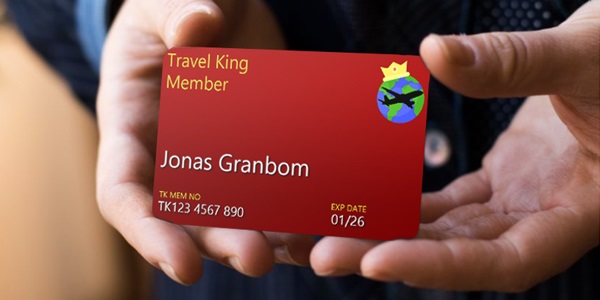 Travel King
Member
Jonas Granbom
TK MEM NO
TK123 4567 890
EXP DATE
01/26